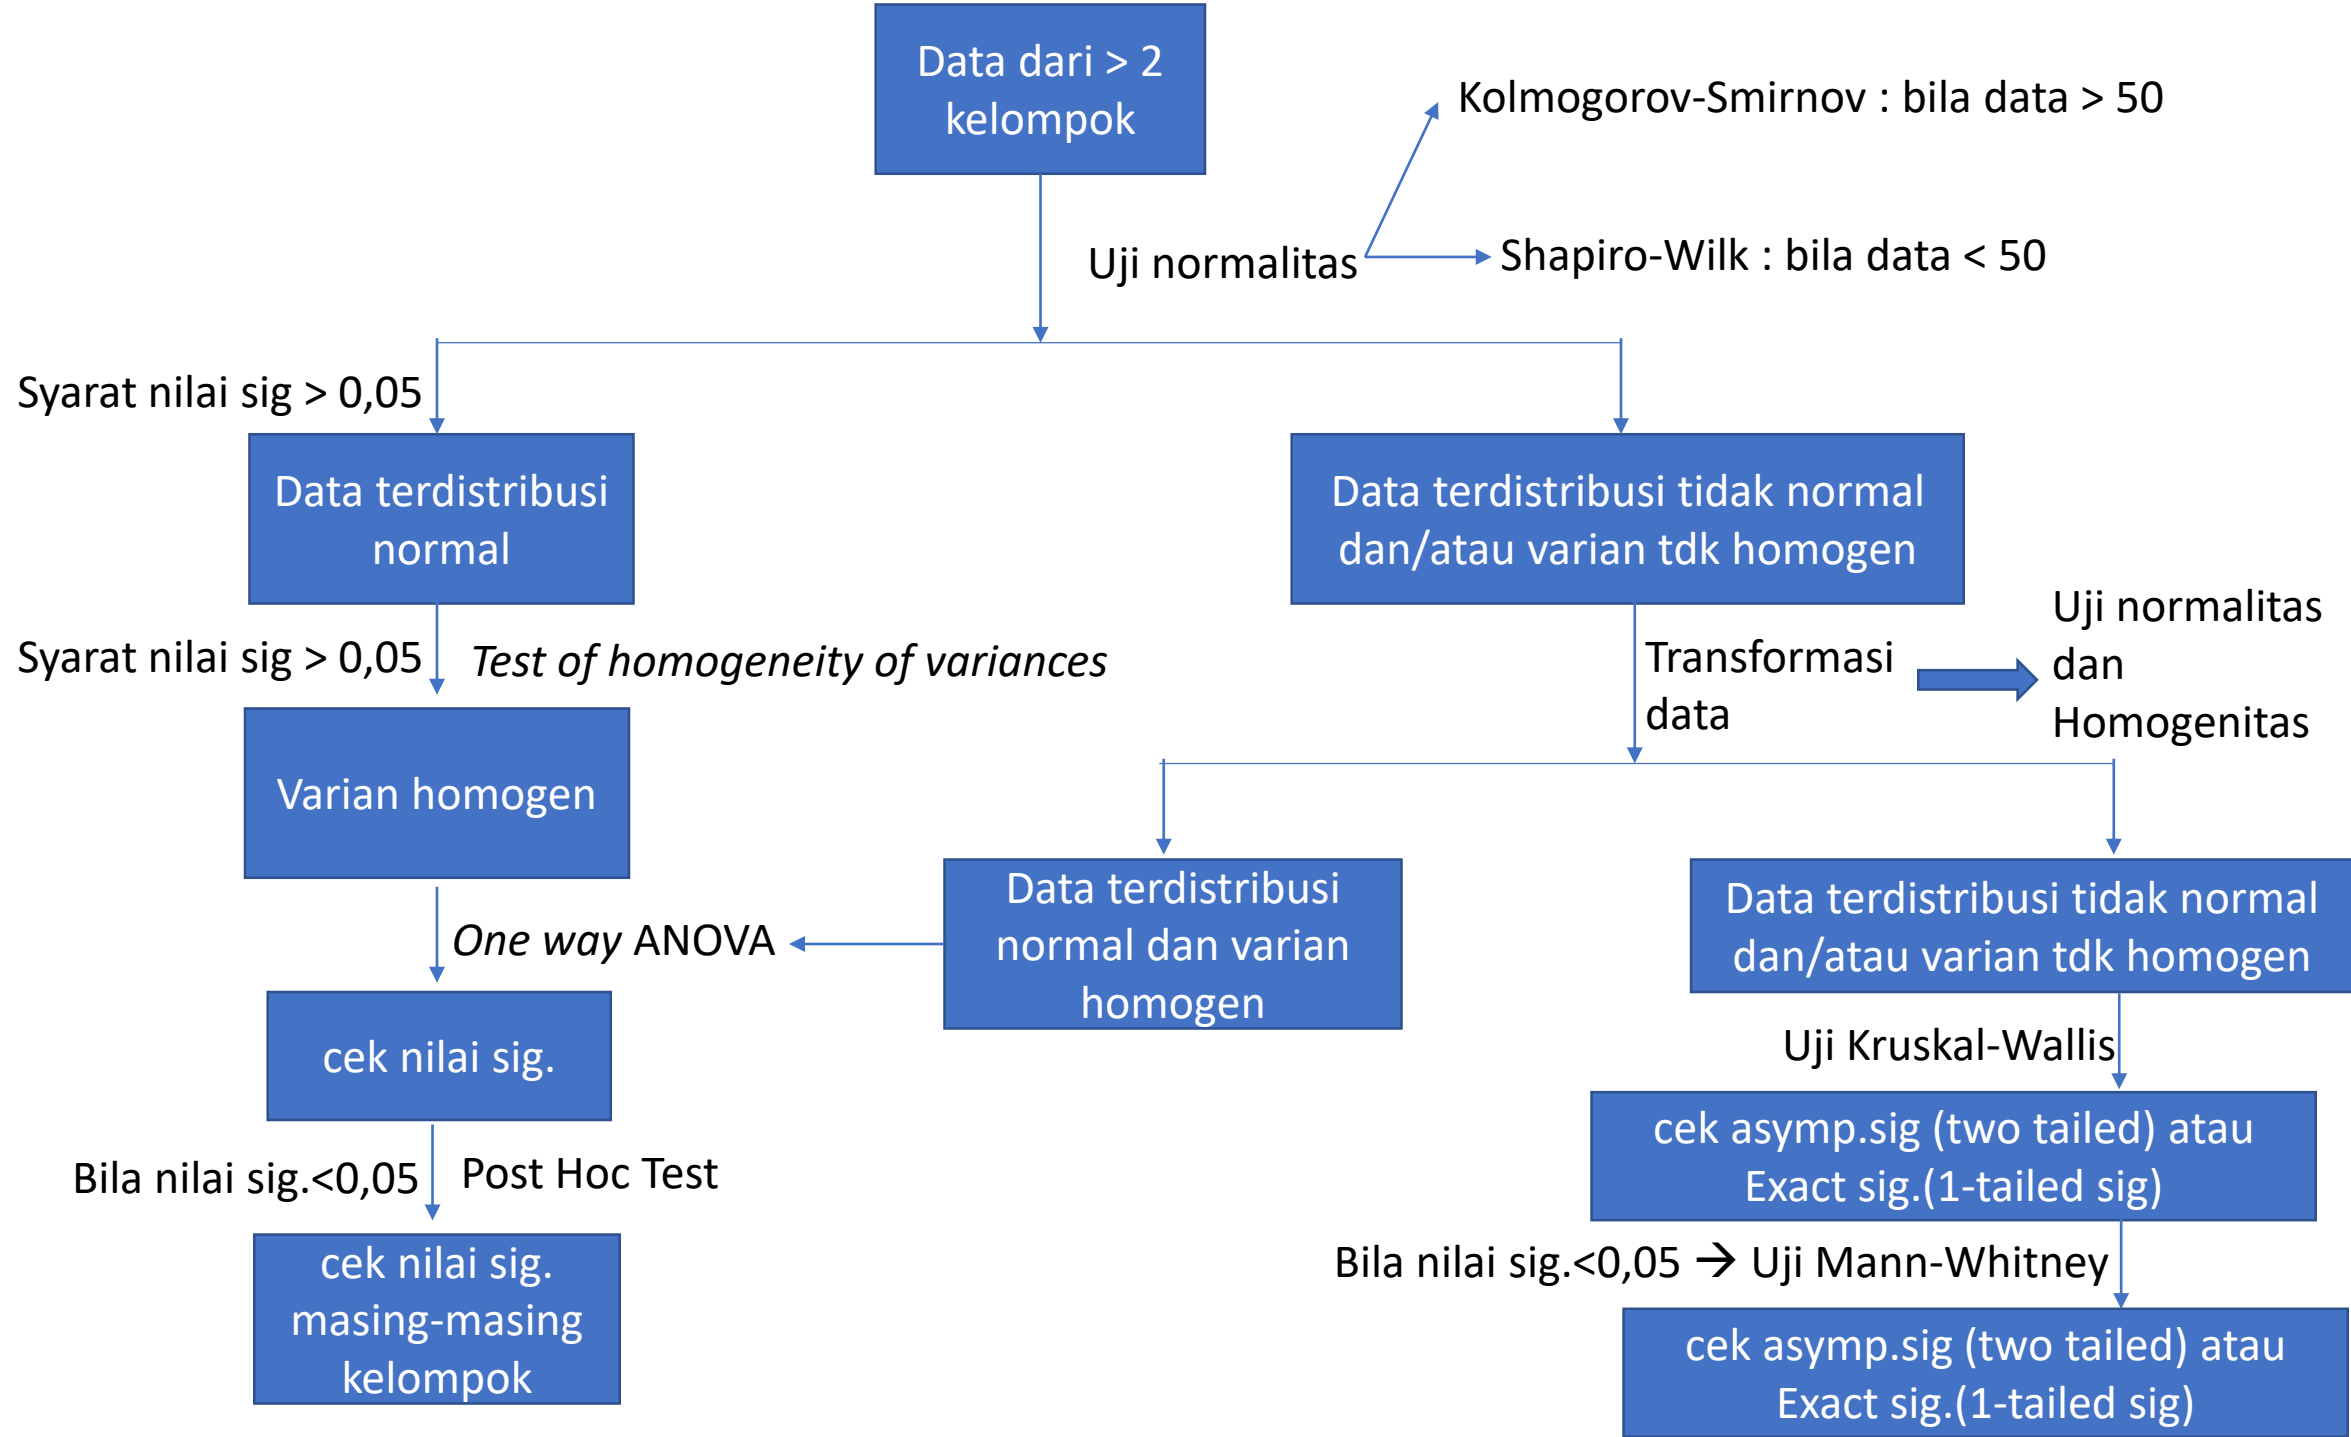 Data dari > 2
kelompok
Kolmogorov-Smirnov : bila data > 50
Uji normalitas
Shapiro-Wilk : bila data < 50
Syarat nilai sig > 0,05
Data terdistribusi
normal
Data terdistribusi tidak normal
dan/atau varian tdk homogen
Syarat nilai sig > 0,05
Test of homogeneity of variances
Transformasi
data
Uji normalitas
dan
Homogenitas
Varian homogen
One way ANOVA
Data terdistribusi
normal dan varian
homogen
Data terdistribusi tidak normal
dan/atau varian tdk homogen
cek nilai sig.
Uji Kruskal-Wallis
cek asymp.sig (two tailed) atau
Exact sig.(1-tailed sig)
Bila nilai sig.<0,05
Post Hoc Test
Bila nilai sig.<0,05 → Uji Mann-Whitney
cek nilai sig.
masing-masing
kelompok
cek asymp.sig (two tailed) atau
Exact sig.(1-tailed sig)